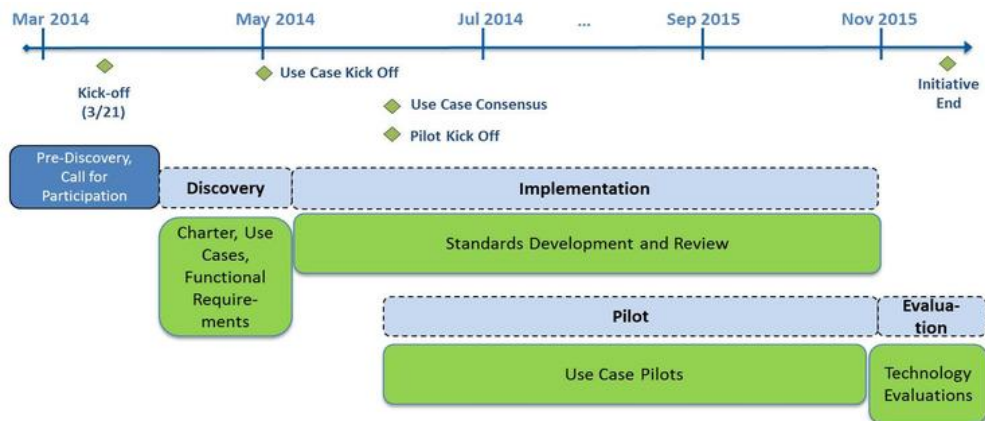 Mar 2014 May 2014 Jul 2014 ... Sep 2015 Nov 2015
Kick-off
(3/21)
Use Case Kick Off
Use Case Consensus
Pilot Kick Off
Initiative
End
Pre-Discovery,
Call for
Participation
Discovery
Implementation
Charter, Use
Cases,
Functional
Require-
ments
Standards Development and Review
Pilot
Evalua-
tion
Use Case Pilots
Technology
Evaluations